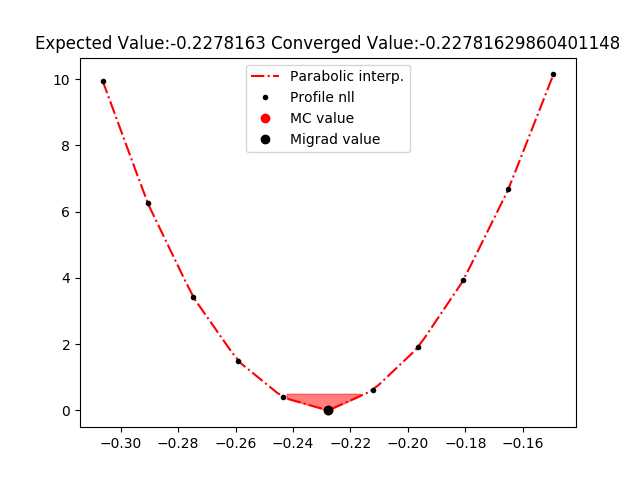 Expected Value:-0.2278163 Converged Value:-0.22781629860401148
Parabolic interp.
Profile nll
MC value
Migrad value
10
8
6
4
2
0
−0.30 −0.28 −0.26 −0.24 −0.22 −0.20 −0.18 −0.16